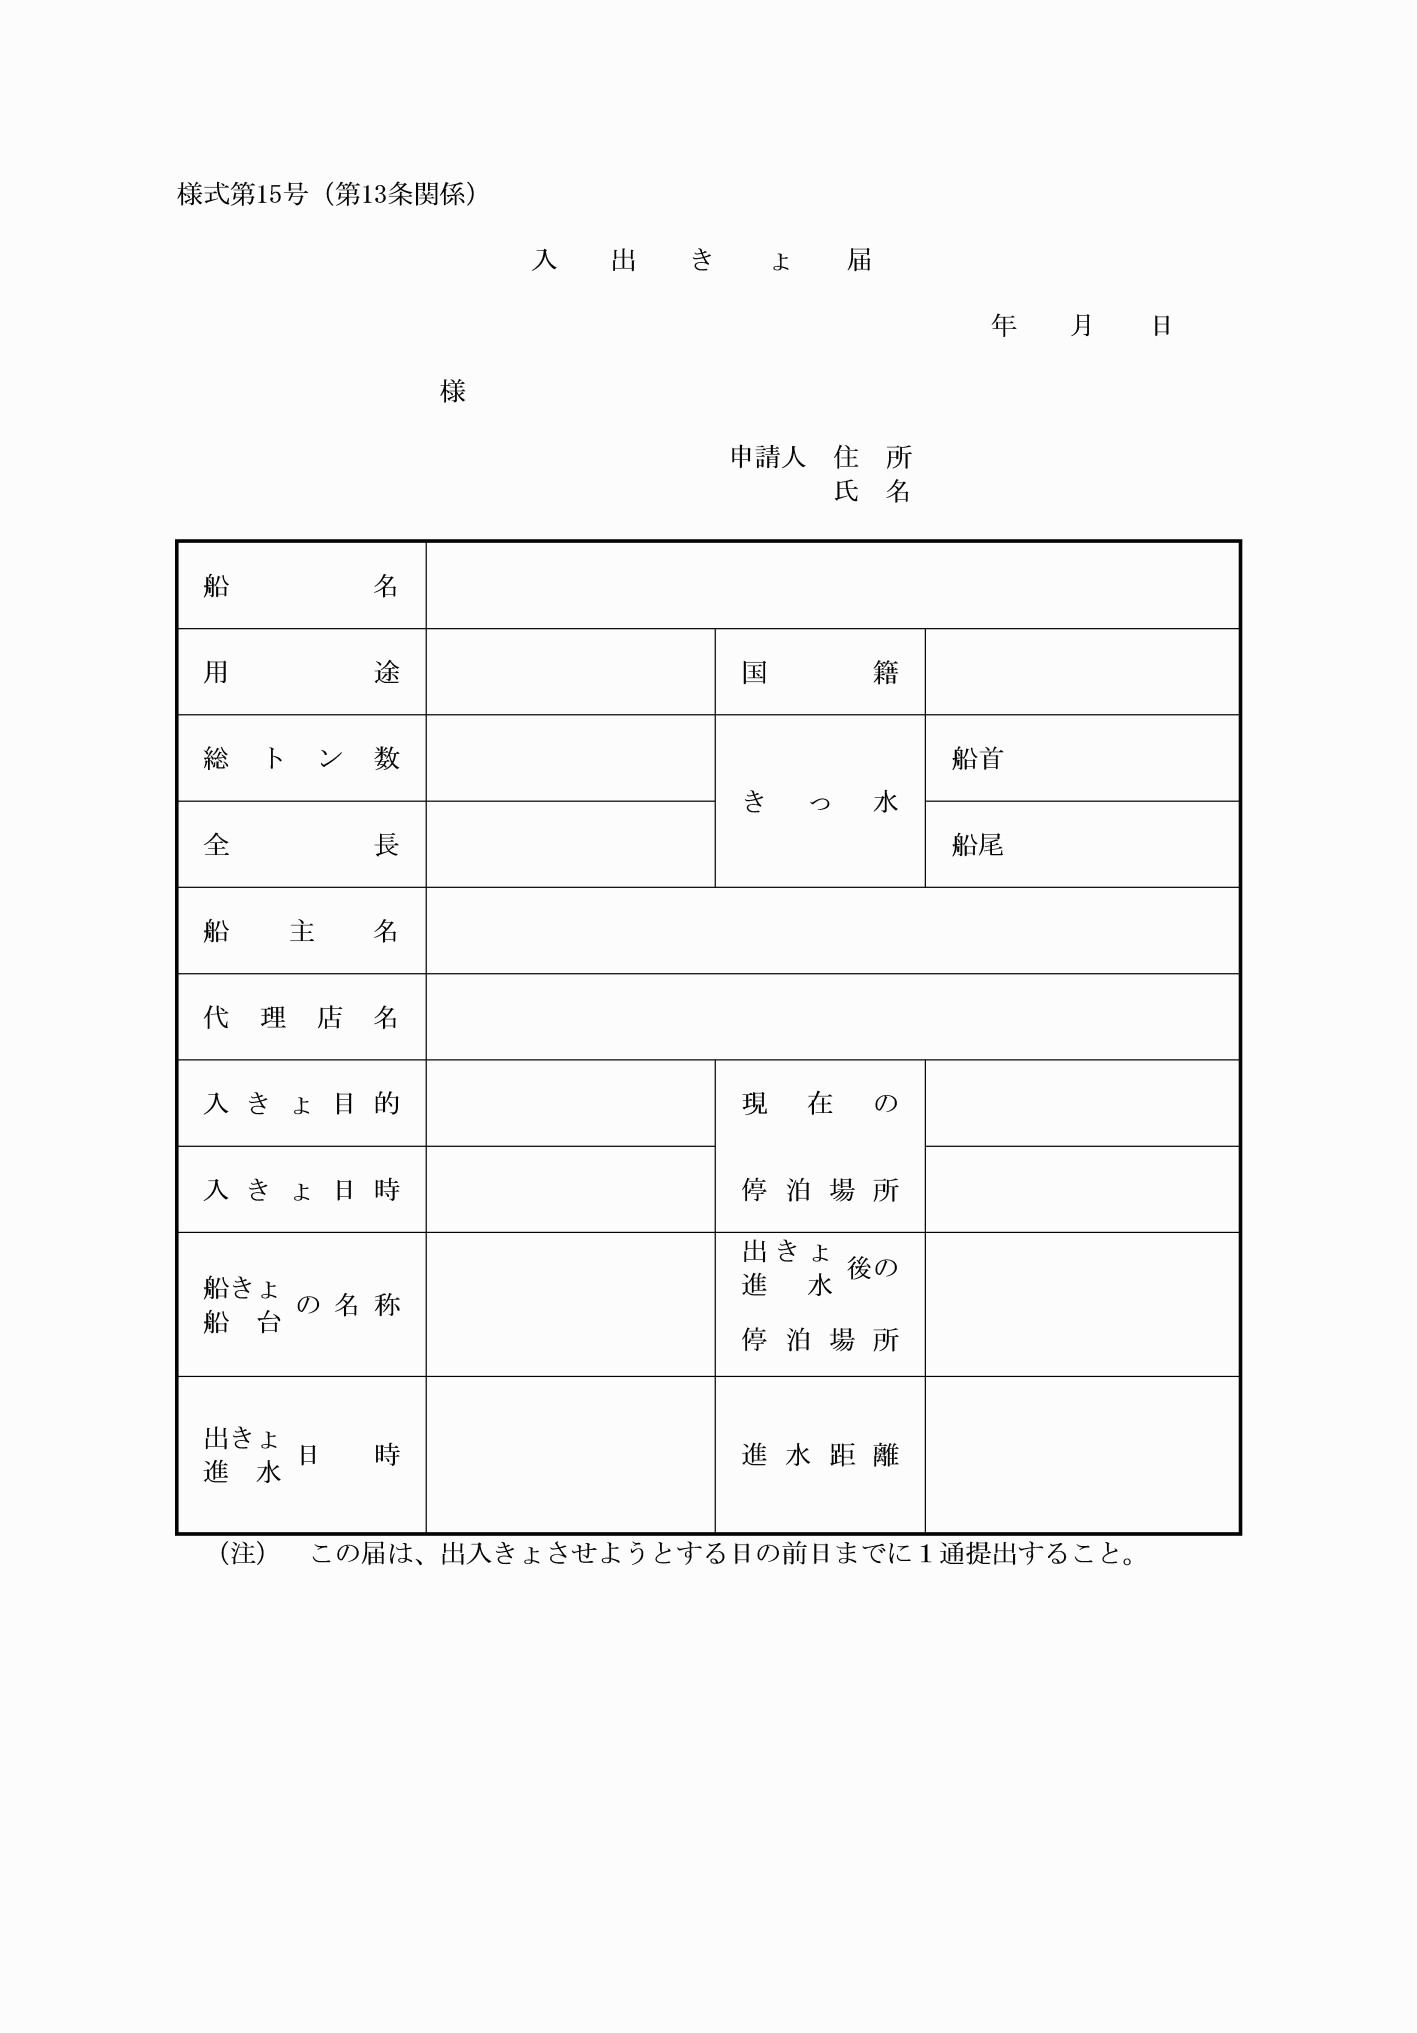 様式第15号（第13条関係）
入　出　き　ょ　届
年　月　日
様
申請人　住　所
氏　名
船名
用途　国籍
総トン数　きっ水　船首
全長　船尾
船主名
代理店名
入きょ目的　現在の
入きょ日時　停泊場所
船きょ
船　台
の名称
出きょ
進　水
後の
停泊場所
出きょ
進　水
日時
進水距離
（注）　この届は、出入きょさせようとする日の前日までに１通提出すること。